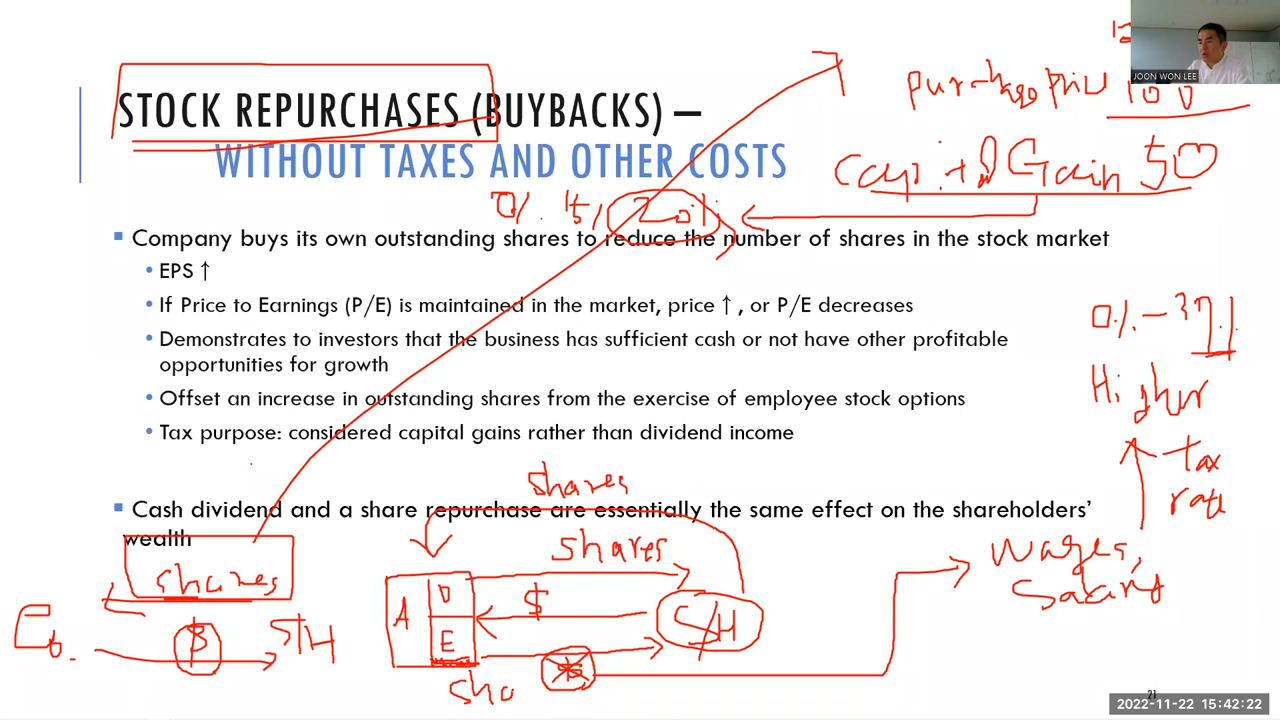 JOON WON LEE
purchase price 100
STOCK REPURCHASES (BUYBACKS) –
WITHOUT TAXES AND OTHER COSTS
Capital Gain 50
0%. 15% 20%
▪ Company buys its own outstanding shares to reduce the number of shares in the stock market
• EPS ↑
• If Price to Earnings (P/E) is maintained in the market, price ↑ , or P/E decreases
0% – 37%
• Demonstrates to investors that the business has sufficient cash or not have other profitable
opportunities for growth
Higher
• Offset an increase in outstanding shares from the exercise of employee stock options
• Tax purpose: considered capital gains rather than dividend income
tax
rate
shares
▪ Cash dividend and a share repurchase are essentially the same effect on the shareholders’
wealth
shares
wages,
salary
shares
A D
E
$
S/H
Co.
$
S/H
$
sha
21
2022-11-22 15:42:22